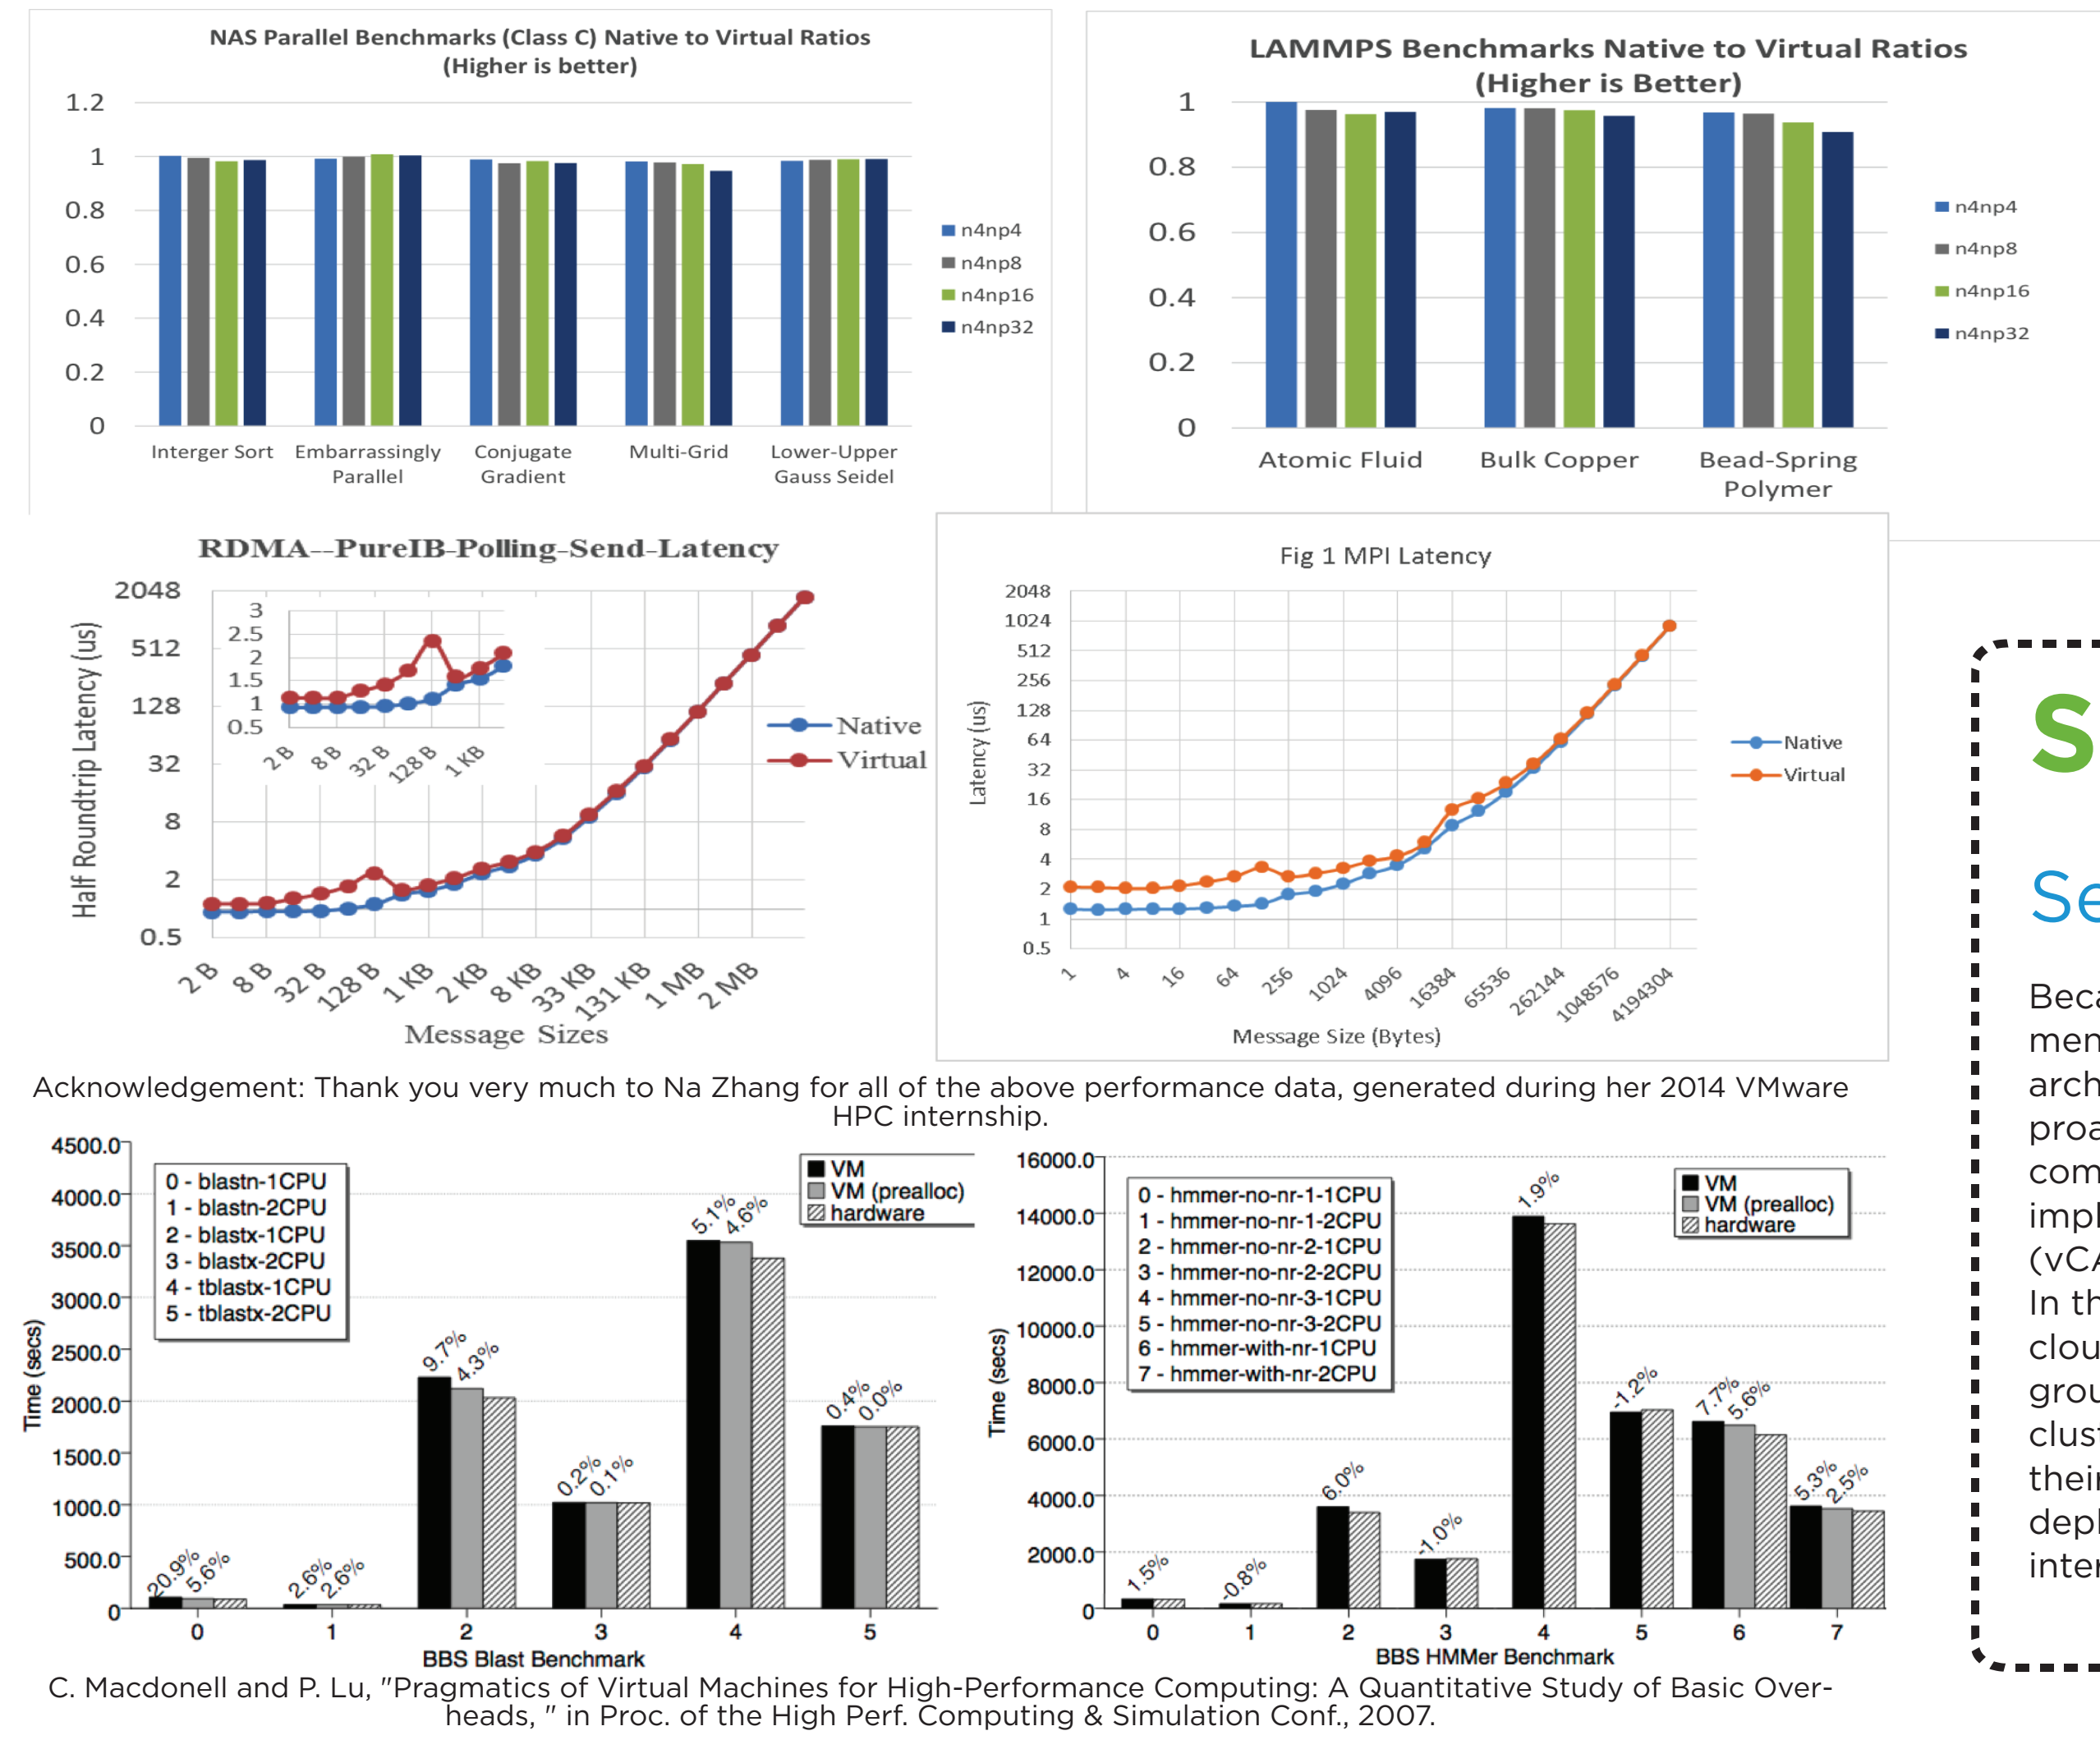 NAS Parallel Benchmarks (Class C) Native to Virtual Ratios
(Higher is better)
1.2
1
0.8
0.6
0.4
0.2
0
Interger Sort
Embarrassingly
Parallel
Conjugate
Gradient
Multi-Grid
Lower-Upper
Gauss Seidel
n4np4
n4np8
n4np16
n4np32
LAMMPS Benchmarks Native to Virtual Ratios
(Higher is Better)
1
0.8
0.6
0.4
0.2
0
Atomic Fluid
Bulk Copper
Bead-Spring
Polymer
n4np4
n4np8
n4np16
n4np32
RDMA--PureIB-Polling-Send-Latency
Half Roundtrip Latency (us)
2048
512
128
32
8
2
0.5
3
2.5
2
1.5
1
0.5
2 B
8 B
32 B
128 B
1 KB
Native
Virtual
2 B
8 B
32 B
128 B
1 KB
2 KB
8 KB
33 KB
131 KB
1 MB
2 MB
Message Sizes
Fig 1 MPI Latency
Latency (us)
2048
1024
512
256
128
64
32
16
8
4
2
1
0.5
Native
Virtual
1
4
16
64
256
1024
4096
16384
65536
262144
1048576
4194304
Message Size (Bytes)
Acknowledgement: Thank you very much to Na Zhang for all of the above performance data, generated during her 2014 VMware
HPC internship.
Time (secs)
4500.0
4000.0
3500.0
3000.0
2500.0
2000.0
1500.0
1000.0
500.0
0
0 - blastn-1CPU
1 - blastn-2CPU
2 - blastx-1CPU
3 - blastx-2CPU
4 - tblastx-1CPU
5 - tblastx-2CPU
VM
VM (prealloc)
hardware
20.9%
5.6%
2.6%
2.6%
9.7%
4.3%
0.2%
0.1%
5.1%
4.6%
0.4%
0.0%
0
1
2
3
4
5
BBS Blast Benchmark
Time (secs)
16000.0
14000.0
12000.0
10000.0
8000.0
6000.0
4000.0
2000.0
0
0 - hmmer-no-nr-1-1CPU
1 - hmmer-no-nr-1-2CPU
2 - hmmer-no-nr-2-1CPU
3 - hmmer-no-nr-2-2CPU
4 - hmmer-no-nr-3-1CPU
5 - hmmer-no-nr-3-2CPU
6 - hmmer-with-nr-1CPU
7 - hmmer-with-nr-2CPU
VM
VM (prealloc)
hardware
1.5%
-0.8%
6.0%
-1.0%
1.9%
-1.2%
7.7%
5.6%
5.3%
2.5%
0
1
2
3
4
5
6
7
BBS HMMer Benchmark
C. Macdonell and P. Lu, "Pragmatics of Virtual Machines for High-Performance Computing: A Quantitative Study of Basic Over-
heads, " in Proc. of the High Perf. Computing & Simulation Conf., 2007.
S
Se
Beca
men
arch
proa
com
impl
(vCA
In th
clou
grou
clust
their
depl
inter